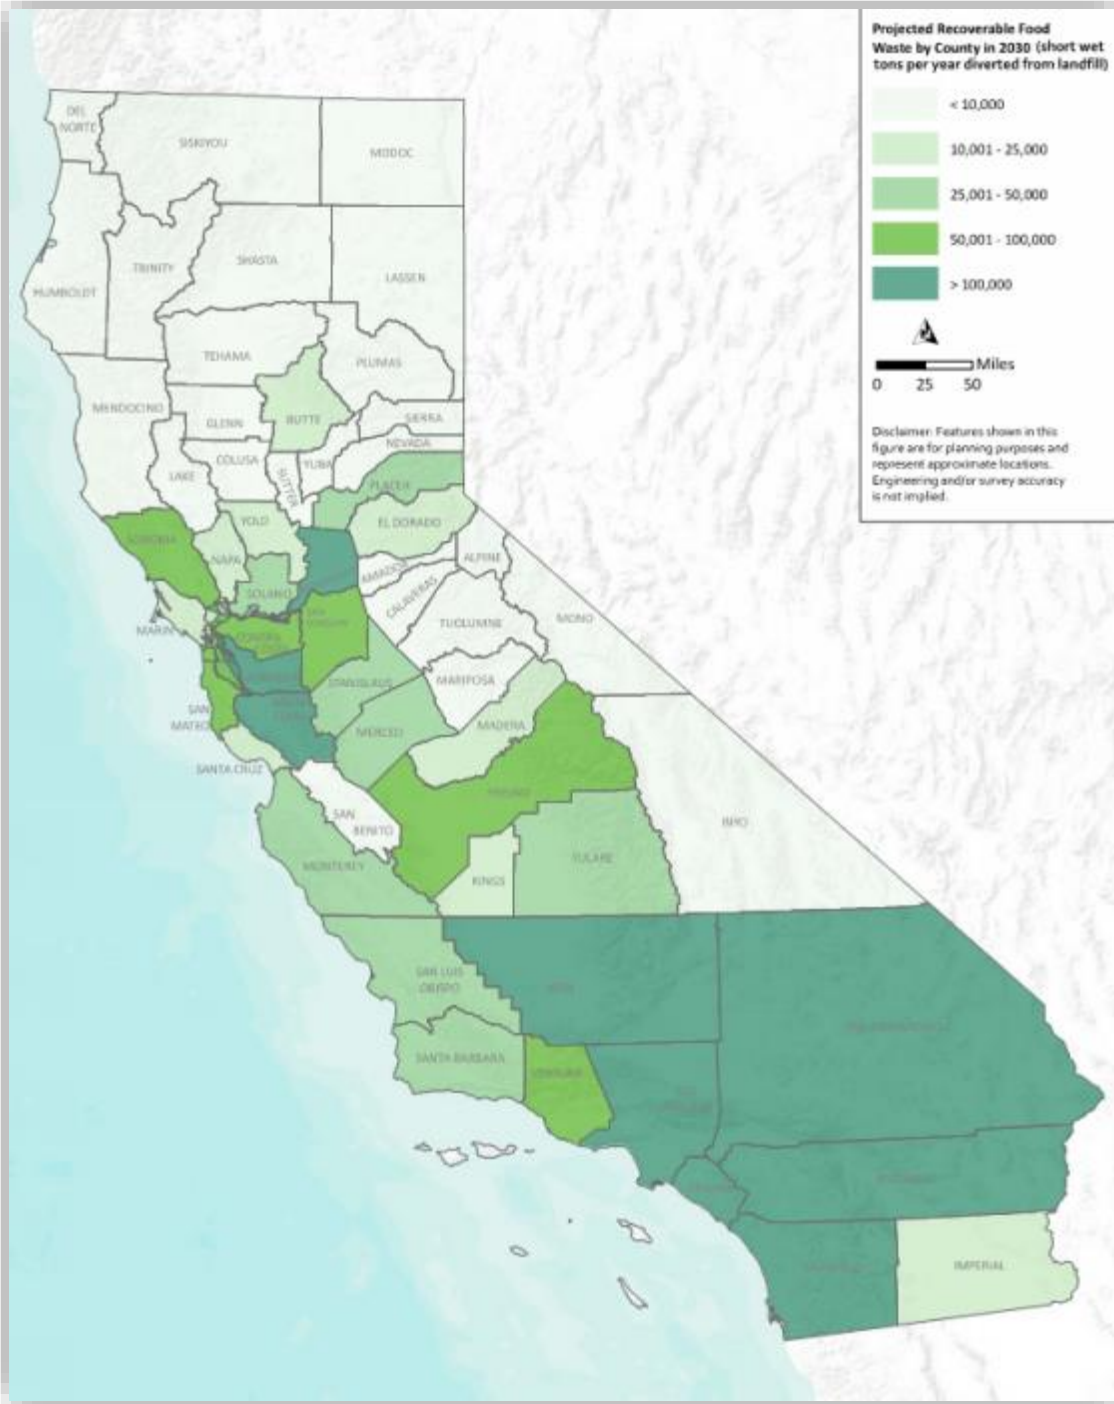 Projected Recoverable Food
Waste by County in 2030 (short wet
tons per year diverted from landfill)
< 10,000
10,001 - 25,000
25,001 - 50,000
50,001 - 100,000
> 100,000
Miles
0 25 50
Disclaimer: Features shown in this
figure are for planning purposes and
represent approximate locations.
Engineering and/or survey accuracy
is not implied.
DEL
NORTE
SISKIYOU
MODOC
HUMBOLDT
TRINITY
SHASTA
LASSEN
TEHAMA
PLUMAS
MENDOCINO
GLENN
BUTTE
SIERRA
NEVADA
COLUSA
LAKE
SUTTER
YUBA
PLACER
YOLO
EL DORADO
SONOMA
NAPA
SOLANO
AMADOR
ALPINE
CALAVERAS
MARIN
CONTRA
SAN
TUOLUMNE
MONO
STANISLAUS
MARIPOSA
SAN
MATEO
MERCED
MADERA
SANTA CRUZ
FRESNO
SAN
BENITO
INYO
MONTEREY
KINGS
TULARE
SAN LUIS
OBISPO
SANTA BARBARA
VENTURA
IMPERIAL